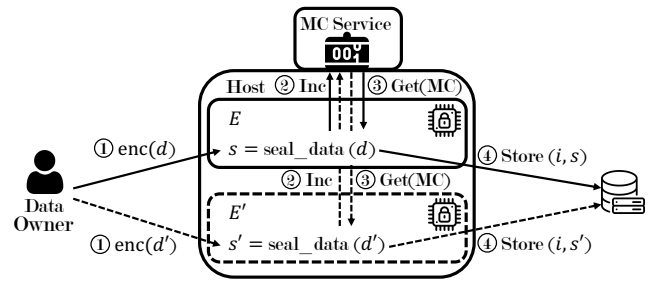 MC Service
00
Host ② Inc ③ Get(MC)
E
① enc(d)
s = seal_data (d)
④ Store (i, s)
② Inc ③ Get(MC)
Data
Owner
E′
① enc(d′)
s′ = seal_data (d′)
④ Store (i, s′)